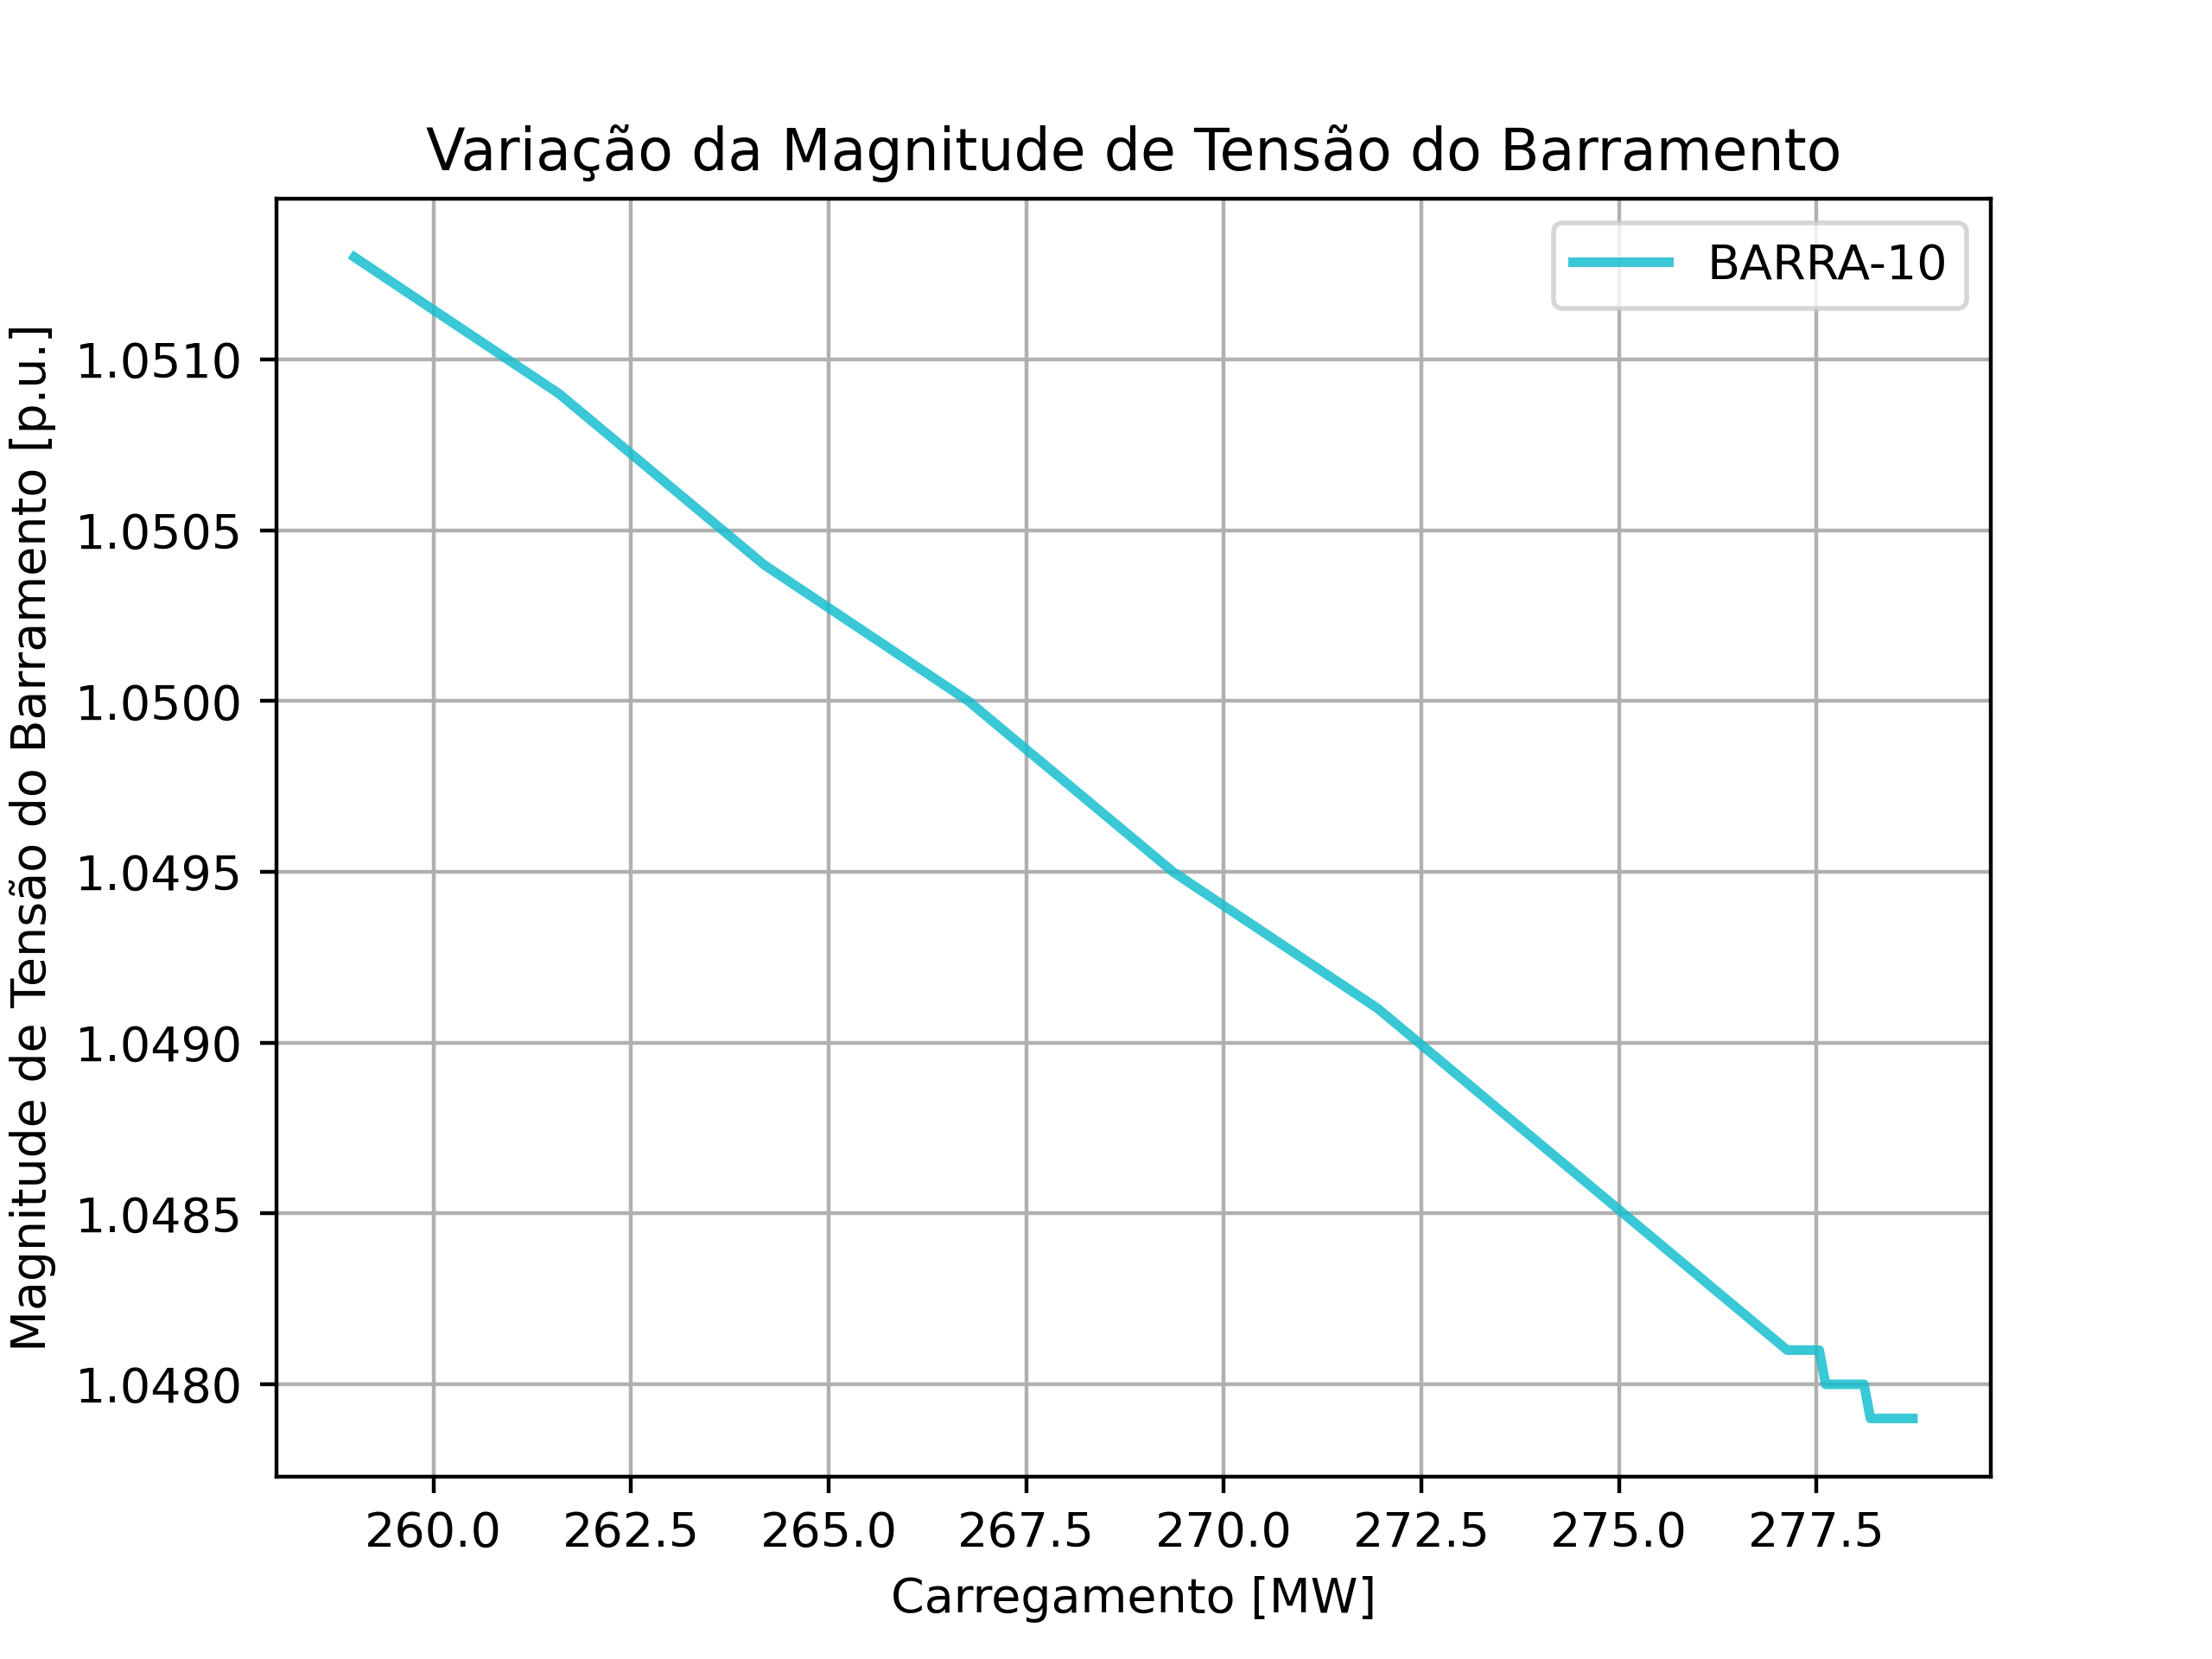 Variação da Magnitude de Tensão do Barramento
BARRA-10
Magnitude de Tensão do Barramento [p.u.]
1.0510
1.0505
1.0500
1.0495
1.0490
1.0485
1.0480
260.0 262.5 265.0 267.5 270.0 272.5 275.0 277.5
Carregamento [MW]